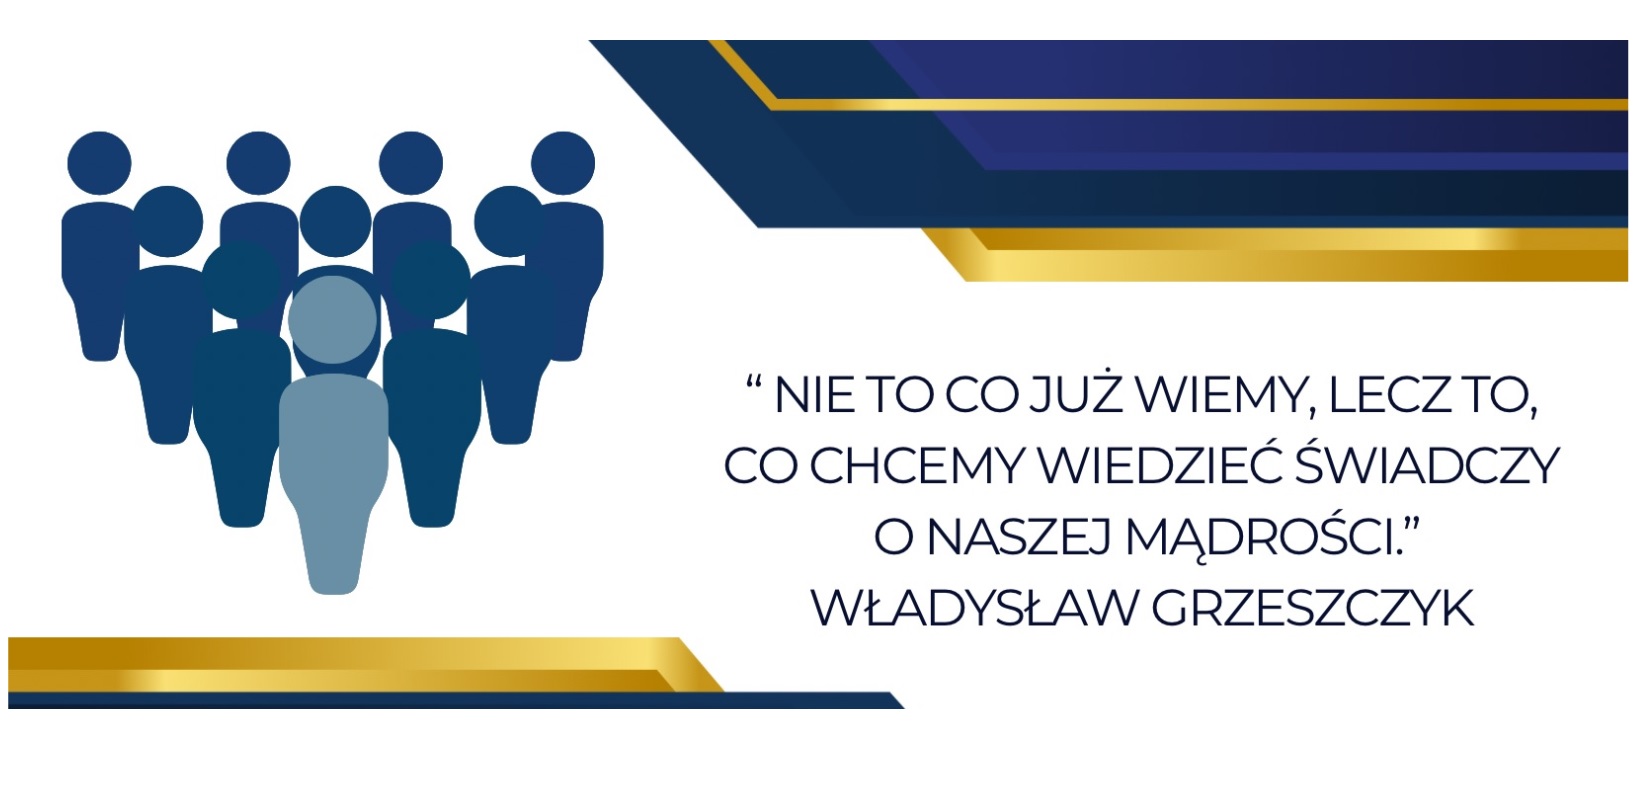 “ NIE TO CO JUŻ WIEMY, LECZ TO,
CO CHCEMY WIEDZIEĆ ŚWIADCZY
O NASZEJ MĄDROŚCI.”
WŁADYSŁAW GRZESZCZYK